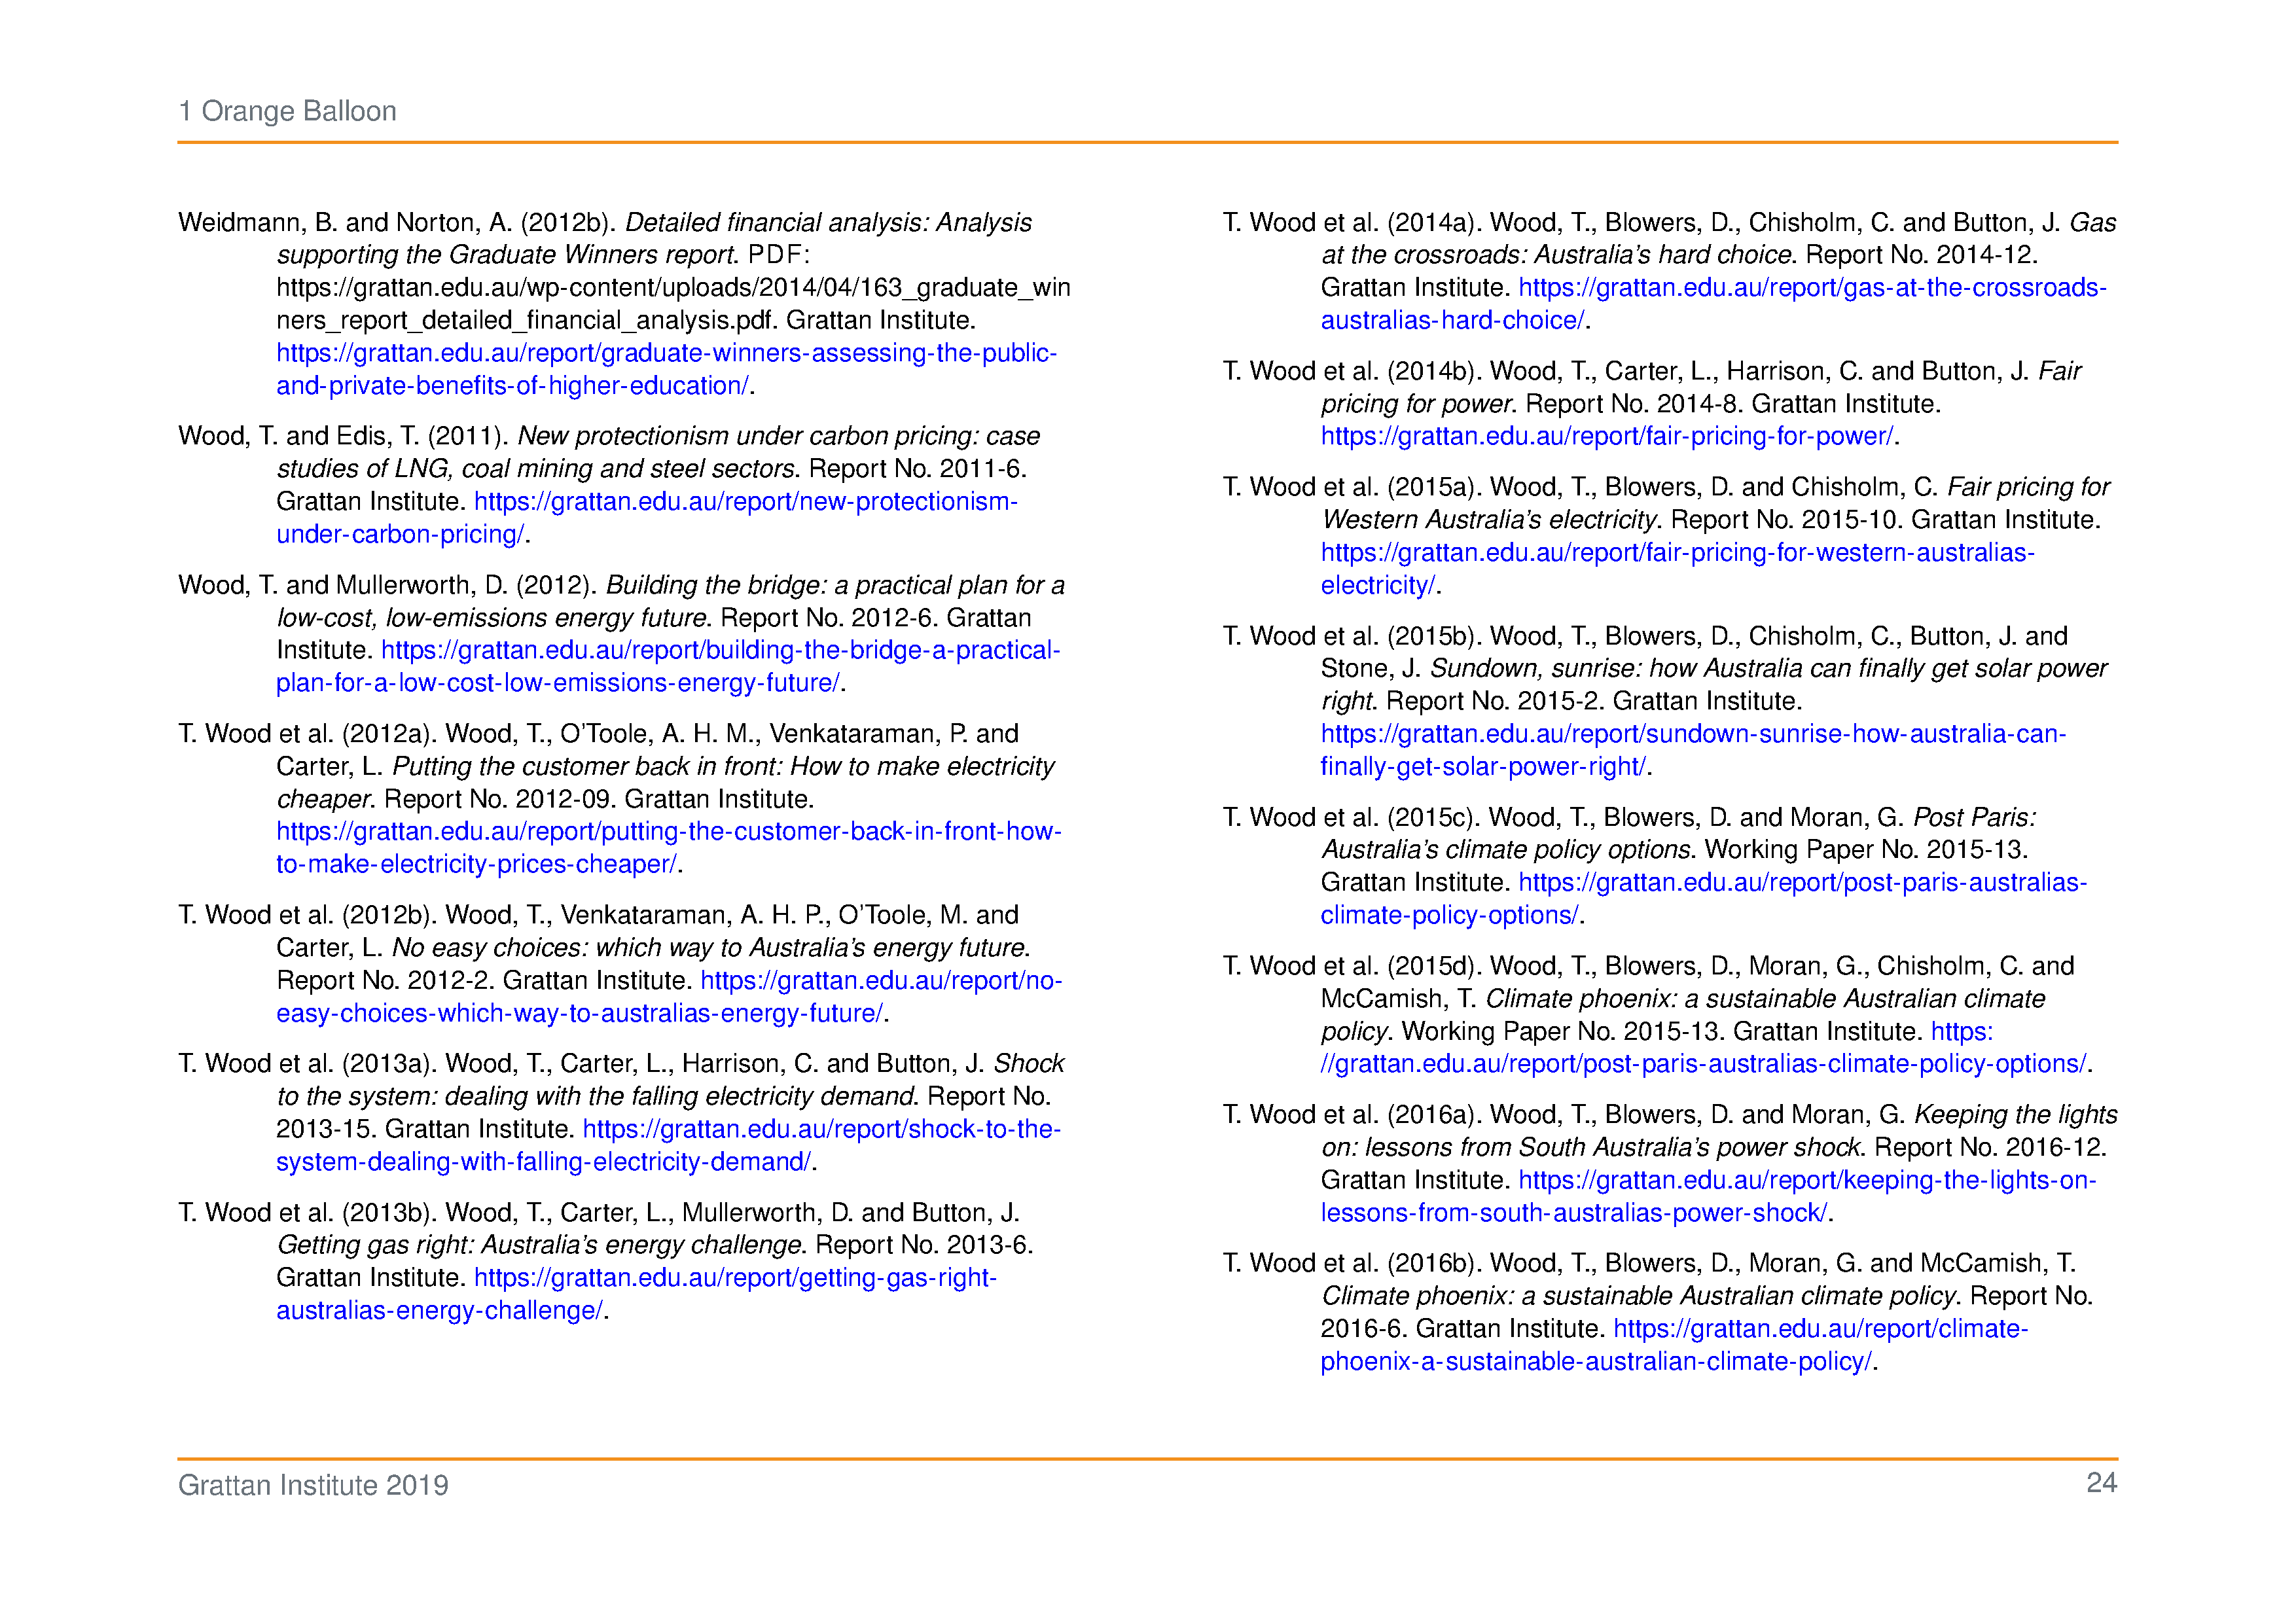 1 Orange Balloon
Weidmann, B. and Norton, A. (2012b). Detailed financial analysis: Analysis
supporting the Graduate Winners report. PDF:
https://grattan.edu.au/wp-content/uploads/2014/04/163_graduate_win
ners_report_detailed_financial_analysis.pdf. Grattan Institute.
https://grattan.edu.au/report/graduate-winners-assessing-the-public-
and-private-benefits-of-higher-education/.
Wood, T. and Edis, T. (2011). New protectionism under carbon pricing: case
studies of LNG, coal mining and steel sectors. Report No. 2011-6.
Grattan Institute. https://grattan.edu.au/report/new-protectionism-
under-carbon-pricing/.
Wood, T. and Mullerworth, D. (2012). Building the bridge: a practical plan for a
low-cost, low-emissions energy future. Report No. 2012-6. Grattan
Institute. https://grattan.edu.au/report/building-the-bridge-a-practical-
plan-for-a-low-cost-low-emissions-energy-future/.
T. Wood et al. (2012a). Wood, T., O'Toole, A. H. M., Venkataraman, P. and
Carter, L. Putting the customer back in front: How to make electricity
cheaper. Report No. 2012-09. Grattan Institute.
https://grattan.edu.au/report/putting-the-customer-back-in-front-how-
to-make-electricity-prices-cheaper/.
T. Wood et al. (2012b). Wood, T., Venkataraman, A. H. P., O'Toole, M. and
Carter, L. No easy choices: which way to Australia's energy future.
Report No. 2012-2. Grattan Institute. https://grattan.edu.au/report/no-
easy-choices-which-way-to-australias-energy-future/.
T. Wood et al. (2013a). Wood, T., Carter, L., Harrison, C. and Button, J. Shock
to the system: dealing with the falling electricity demand. Report No.
2013-15. Grattan Institute. https://grattan.edu.au/report/shock-to-the-
system-dealing-with-falling-electricity-demand/.
T. Wood et al. (2013b). Wood, T., Carter, L., Mullerworth, D. and Button, J.
Getting gas right: Australia's energy challenge. Report No. 2013-6.
Grattan Institute. https://grattan.edu.au/report/getting-gas-right-
australias-energy-challenge/.
T. Wood et al. (2014a). Wood, T., Blowers, D., Chisholm, C. and Button, J. Gas
at the crossroads: Australia's hard choice. Report No. 2014-12.
Grattan Institute. https://grattan.edu.au/report/gas-at-the-crossroads-
australias-hard-choice/.
T. Wood et al. (2014b). Wood, T., Carter, L., Harrison, C. and Button, J. Fair
pricing for power. Report No. 2014-8. Grattan Institute.
https://grattan.edu.au/report/fair-pricing-for-power/.
T. Wood et al. (2015a). Wood, T., Blowers, D. and Chisholm, C. Fair pricing for
Western Australia's electricity. Report No. 2015-10. Grattan Institute.
https://grattan.edu.au/report/fair-pricing-for-western-australias-
electricity/.
T. Wood et al. (2015b). Wood, T., Blowers, D., Chisholm, C., Button, J. and
Stone, J. Sundown, sunrise: how Australia can finally get solar power
right. Report No. 2015-2. Grattan Institute.
https://grattan.edu.au/report/sundown-sunrise-how-australia-can-
finally-get-solar-power-right/.
T. Wood et al. (2015c). Wood, T., Blowers, D. and Moran, G. Post Paris:
Australia's climate policy options. Working Paper No. 2015-13.
Grattan Institute. https://grattan.edu.au/report/post-paris-australias-
climate-policy-options/.
T. Wood et al. (2015d). Wood, T., Blowers, D., Moran, G., Chisholm, C. and
McCamish, T. Climate phoenix: a sustainable Australian climate
policy. Working Paper No. 2015-13. Grattan Institute. https:
//grattan.edu.au/report/post-paris-australias-climate-policy-options/.
T. Wood et al. (2016a). Wood, T., Blowers, D. and Moran, G. Keeping the lights
on: lessons from South Australia's power shock. Report No. 2016-12.
Grattan Institute. https://grattan.edu.au/report/keeping-the-lights-on-
lessons-from-south-australias-power-shock/.
T. Wood et al. (2016b). Wood, T., Blowers, D., Moran, G. and McCamish, T.
Climate phoenix: a sustainable Australian climate policy. Report No.
2016-6. Grattan Institute. https://grattan.edu.au/report/climate-
phoenix-a-sustainable-australian-climate-policy/.
Grattan Institute 2019
24